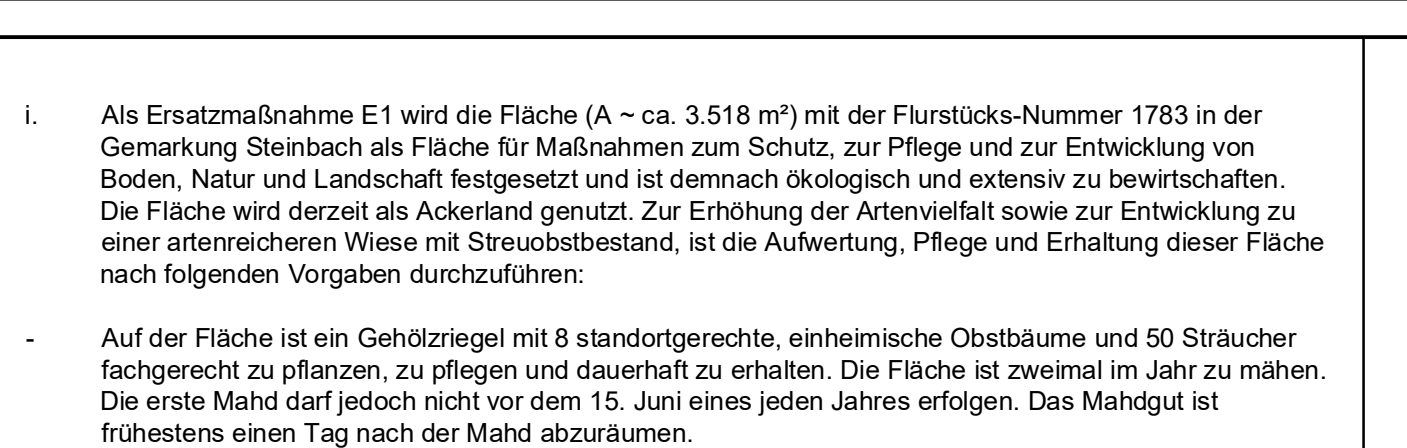 i. Als Ersatzmaßnahme E1 wird die Fläche (A ~ ca. 3.518 m²) mit der Flurstücks-Nummer 1783 in der
Gemarkung Steinbach als Fläche für Maßnahmen zum Schutz, zur Pflege und zur Entwicklung von
Boden, Natur und Landschaft festgesetzt und ist demnach ökologisch und extensiv zu bewirtschaften.
Die Fläche wird derzeit als Ackerland genutzt. Zur Erhöhung der Artenvielfalt sowie zur Entwicklung zu
einer artenreicheren Wiese mit Streuobstbestand, ist die Aufwertung, Pflege und Erhaltung dieser Fläche
nach folgenden Vorgaben durchzuführen:
- Auf der Fläche ist ein Gehölzriegel mit 8 standortgerechte, einheimische Obstbäume und 50 Sträucher
fachgerecht zu pflanzen, zu pflegen und dauerhaft zu erhalten. Die Fläche ist zweimal im Jahr zu mähen.
Die erste Mahd darf jedoch nicht vor dem 15. Juni eines jeden Jahres erfolgen. Das Mahdgut ist
frühestens einen Tag nach der Mahd abzuräumen.